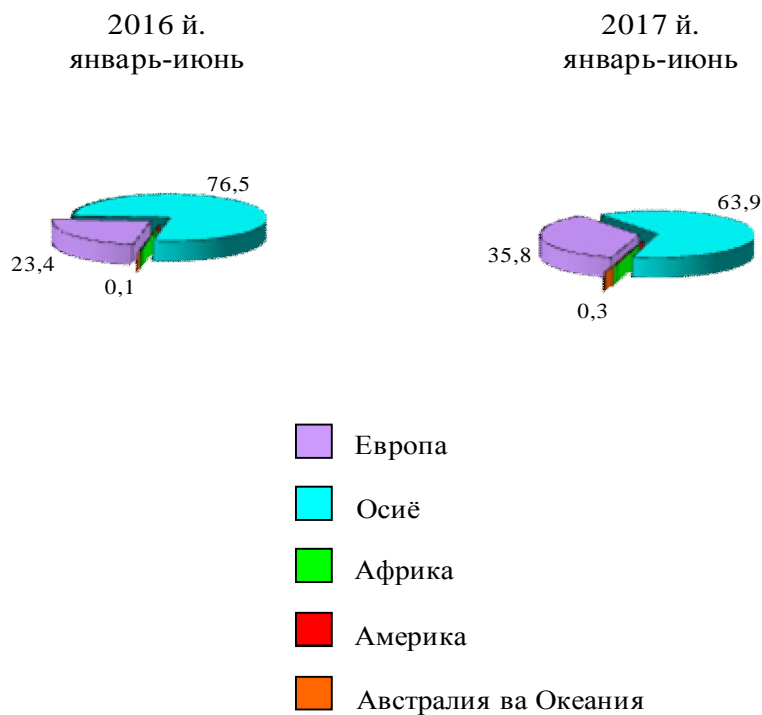 2016 й.
январь-июнь
2017 й.
январь-июнь
76,5
23,4
0,1
63,9
35,8
0,3
Европа
Осиё
Африка
Америка
Австралия ва Океания